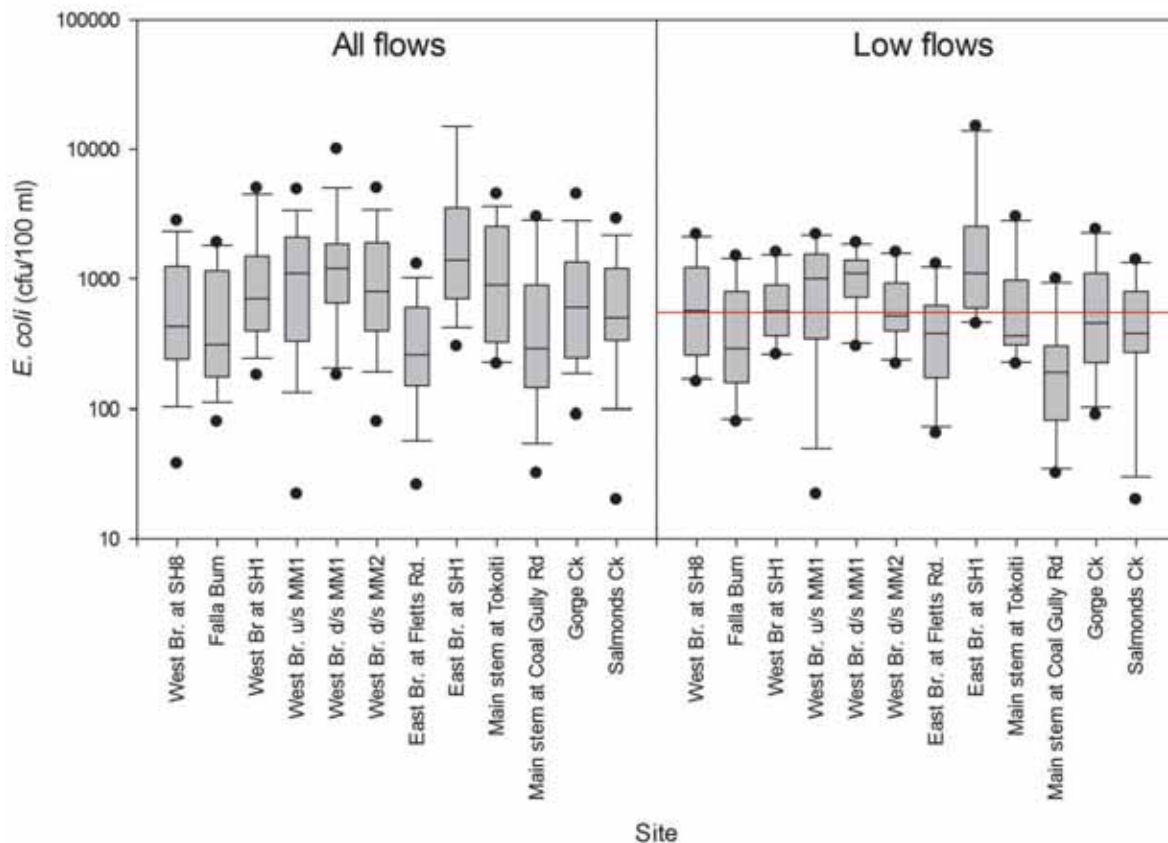 All flows
Low flows
E. coli (cfu/100 ml)
100000
10000
1000
100
10
West Br. at SH8
Falla Burn
West Br at SH1
West Br. u/s MM1
West Br. d/s MM1
West Br. d/s MM2
East Br. at Fletts Rd.
East Br. at SH1
Main stem at Tokoiti
Main stem at Coal Gully Rd
Gorge Ck
Salmonds Ck
West Br. at SH8
Falla Burn
West Br. at SH1
West Br. u/s MM1
West Br. d/s MM1
West Br. d/s MM2
East Br. at Fletts Rd.
East Br. at SH1
Main stem at Tokoiti
Main stem at Coal Gully Rd
Gorge Ck
Salmonds Ck
Site